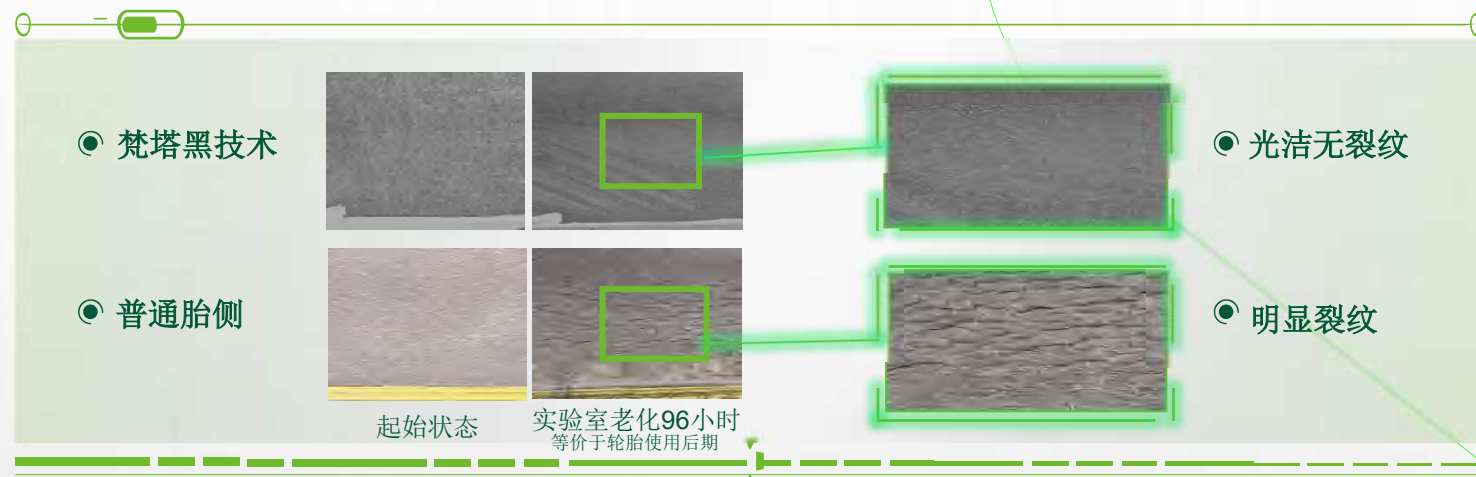 梵塔黑技术
光洁无裂纹
普通胎侧
明显裂纹
起始状态
实验室老化96小时
等价于轮胎使用后期